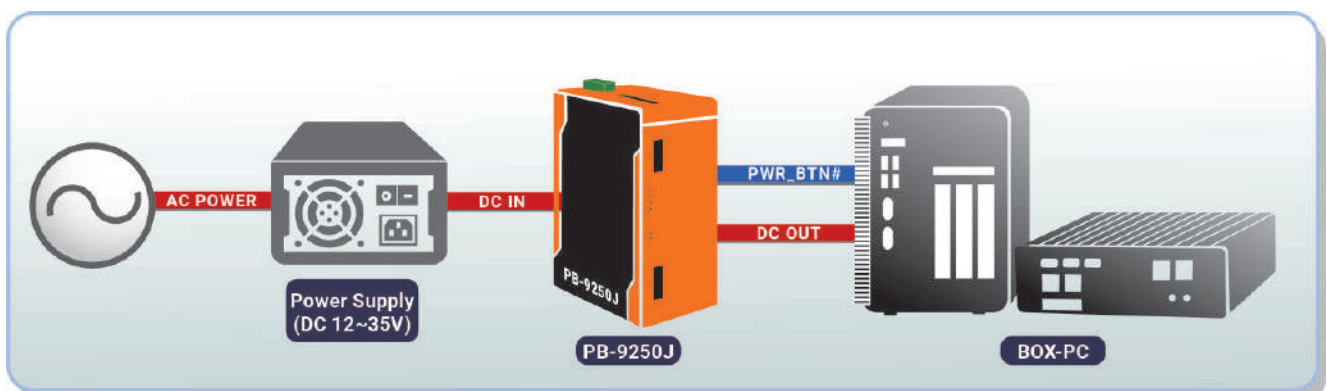 AC POWER
DC IN
PWR_BTN#
DC OUT
PB-9250J
Power Supply
(DC 12~35V)
PB-9250J
BOX-PC